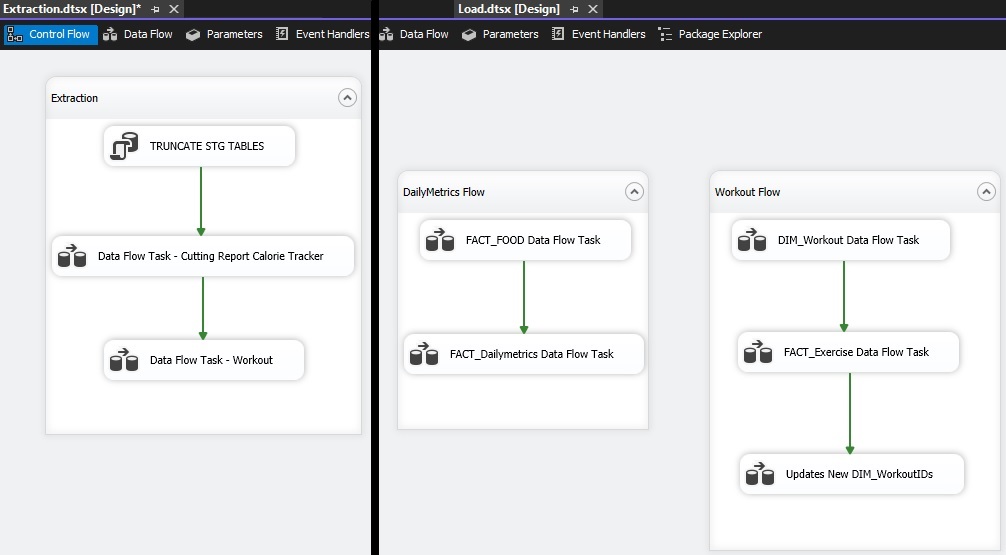 Extraction.dtsx [Design]*
Control Flow
Data Flow
Parameters
Event Handlers
Extraction
TRUNCATE STG TABLES
Data Flow Task - Cutting Report Calorie Tracker
Data Flow Task - Workout
Load.dtsx [Design]
Data Flow
Parameters
Event Handlers
Package Explorer
DailyMetrics Flow
FACT_FOOD Data Flow Task
FACT_Dailymetrics Data Flow Task
Workout Flow
DIM_Workout Data Flow Task
FACT_Exercise Data Flow Task
Updates New DIM_WorkoutIDs